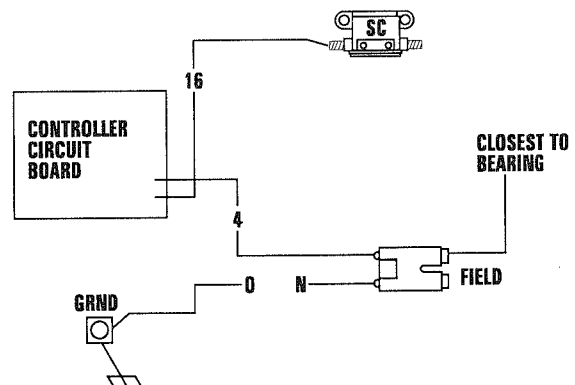 SC
16
CONTROLLER
CIRCUIT
BOARD
CLOSEST TO
BEARING
4
0
N
FIELD
GRND